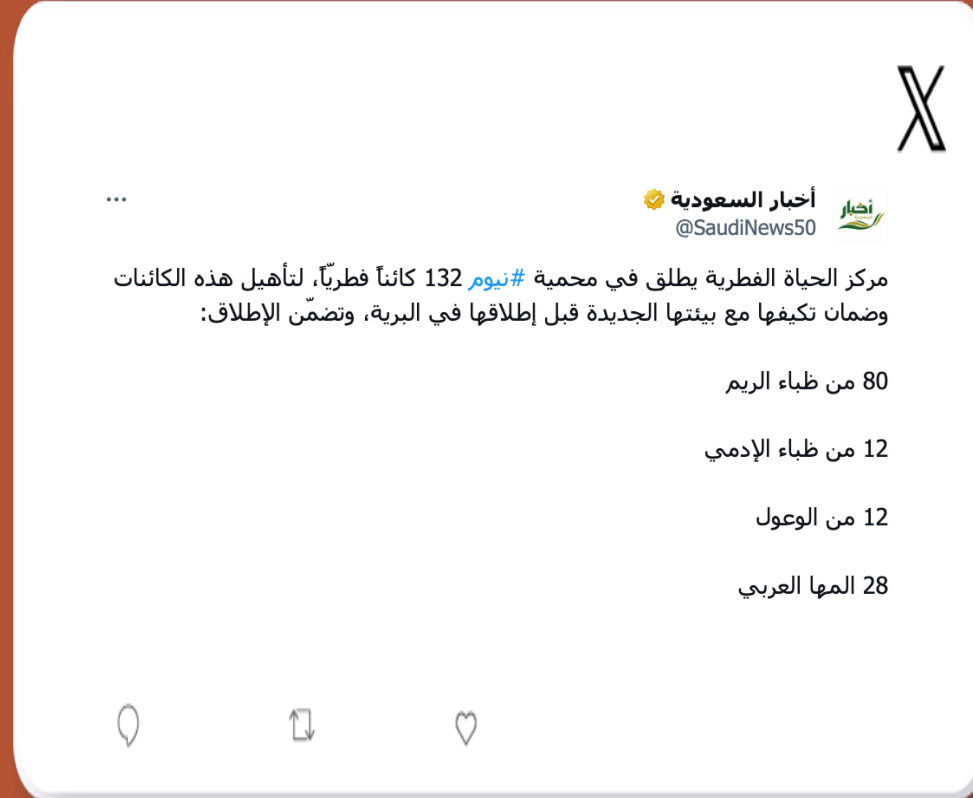 أخبار السعودية
@SaudiNews50
أخبار
مركز الحياة الفطرية يطلق في محمية #نيوم 132 كائناً فطريّاً، لتأهيل هذه الكائنات
وضمان تكيفها مع بيئتها الجديدة قبل إطلاقها في البرية، وتضمّن الإطلاق:
80 من ظباء الريم
12 من ظباء الإدمي
12 من الوعول
28 المها العربي